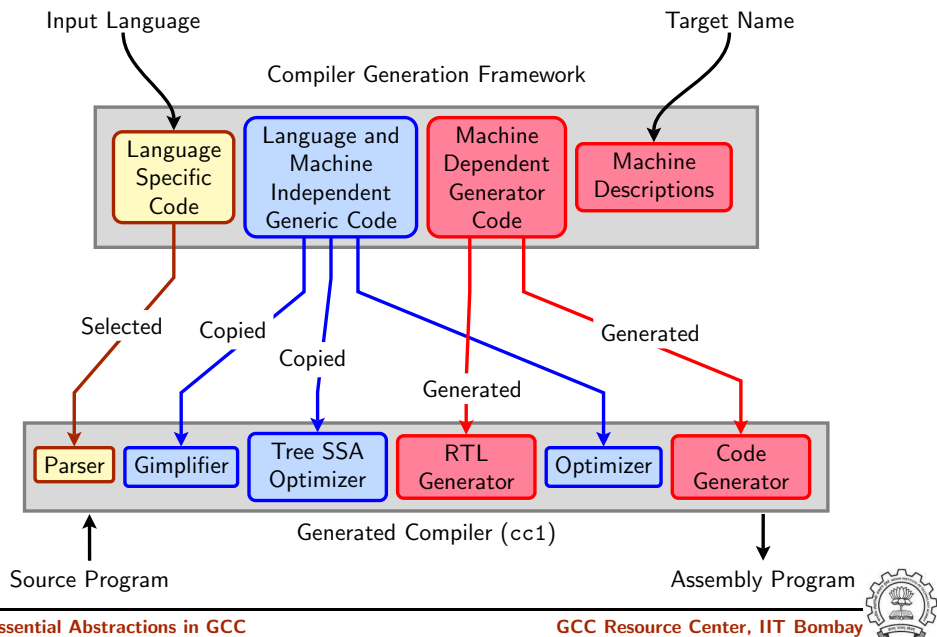 Input Language
Target Name
Compiler Generation Framework
Language
Specific
Code
Language and
Machine
Independent
Generic Code
Machine
Dependent
Generator
Code
Machine
Descriptions
Selected
Copied
Copied
Generated
Generated
Parser
Gimplifier
Tree SSA
Optimizer
RTL
Generator
Optimizer
Code
Generator
Generated Compiler (cc1)
Source Program
Assembly Program
ssential Abstractions in GCC
GCC Resource Center, IIT Bombay